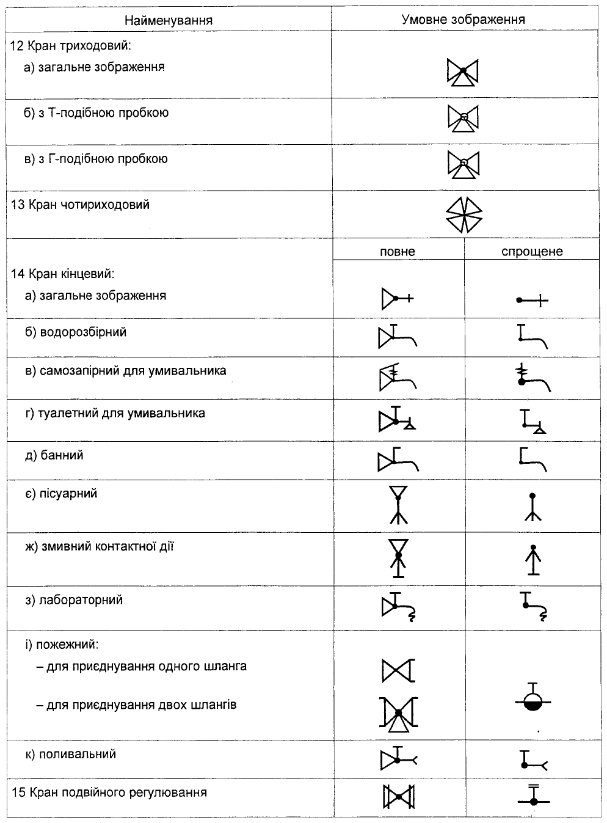 Найменування
Умовне зображення
12 Кран триходовий:
а) загальне зображення
б) з Т-подібною пробкою
в) з Г-подібною пробкою
13 Кран чотириходовий
повне
спрощене
14 Кран кінцевий:
а) загальне зображення
б) водорозбірний
в) самозапірний для умивальника
г) туалетний для умивальника
д) банний
є) пісуарний
ж) змивний контактної дії
з) лабораторний
і) пожежний:
– для приєднування одного шланга
– для приєднування двох шлангів
к) поливальний
15 Кран подвійного регулювання